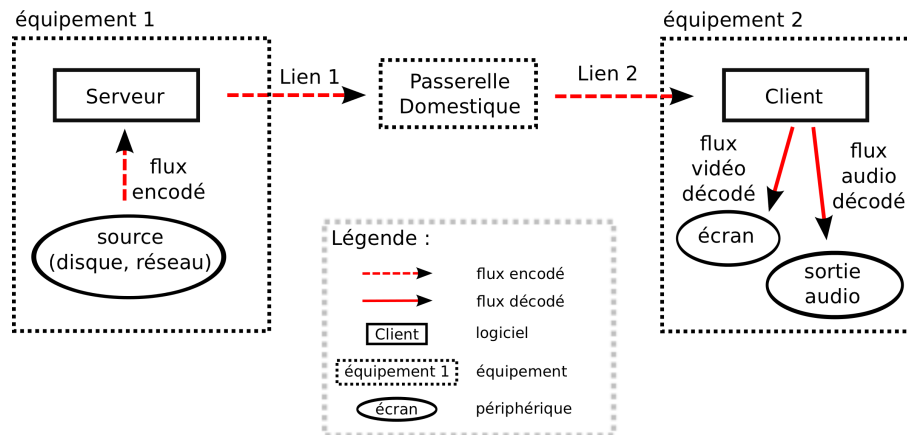 équipement 1
Serveur
flux
encodé
source
(disque, réseau)
Lien 1
Passerelle
Domestique
Lien 2
équipement 2
Client
flux
vidéo
décodé
flux
audio
décodé
écran
sortie
audio
Légende :
flux encodé
flux décodé
Client
logiciel
équipement 1
équipement
écran
périphérique